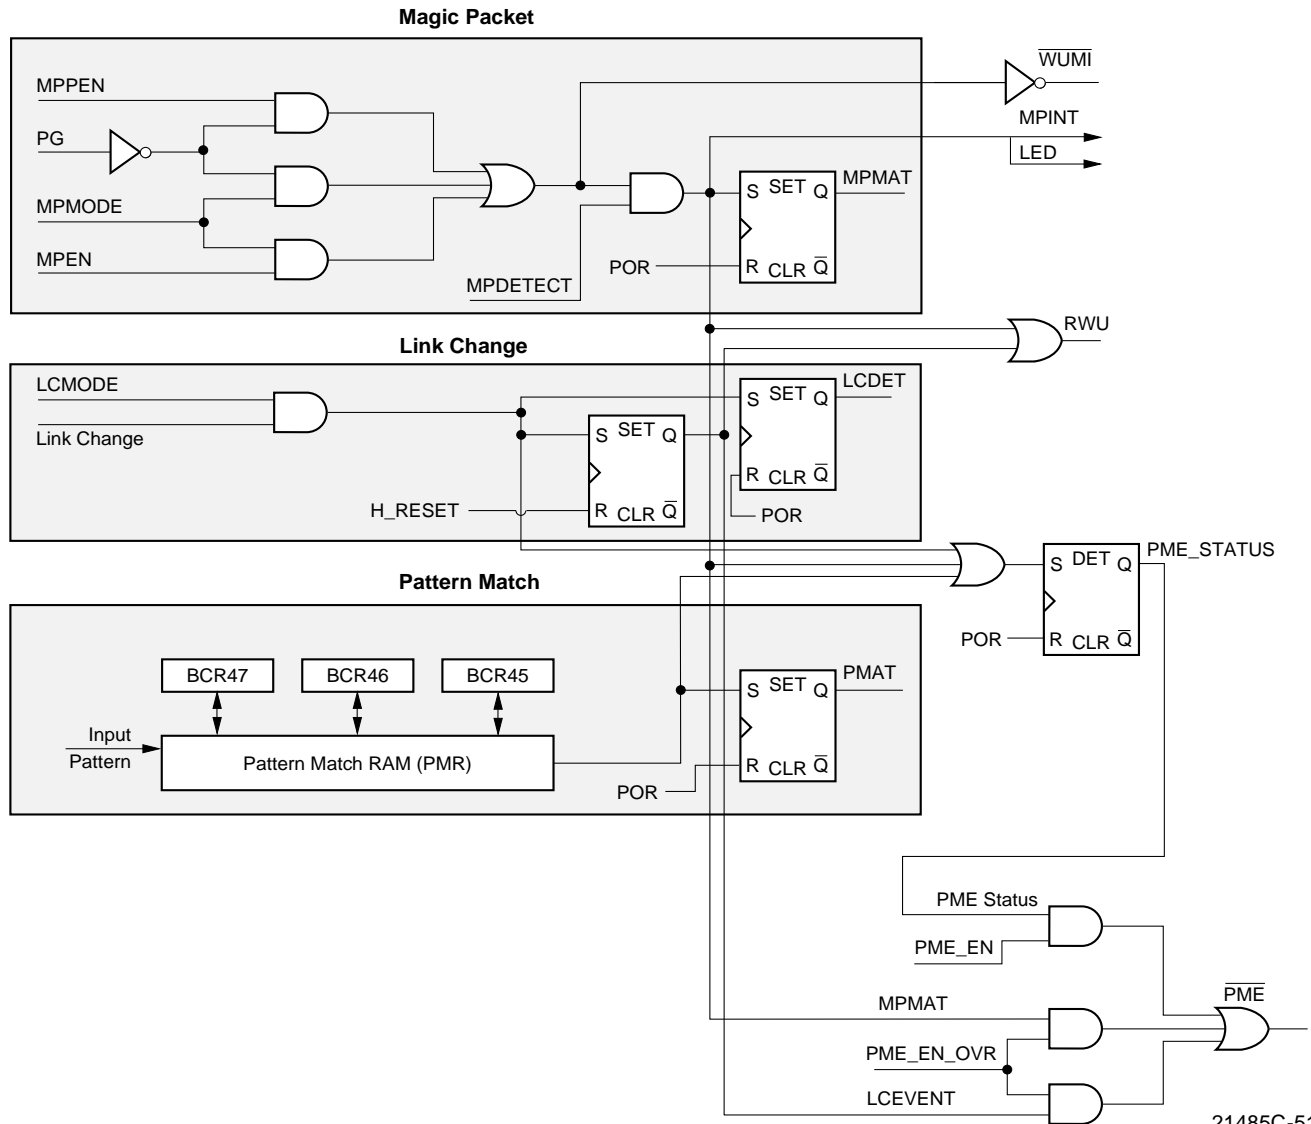 Magic Packet
MPPEN
PG
MPMODE
MPEN
MPDETECT
POR
S SET Q
R CLR Q̅
MPMAT
W̅U̅M̅I̅
MPINT
LED
RWU
Link Change
LCMODE
Link Change
H_RESET
S SET Q
R CLR Q̅
S SET Q
R CLR Q̅
LCDET
POR
S DET Q
R CLR Q̅
PME_STATUS
POR
Pattern Match
BCR47
BCR46
BCR45
Input
Pattern
Pattern Match RAM (PMR)
S SET Q
R CLR Q̅
PMAT
POR
PME Status
PME_EN
MPMAT
PME_EN_OVR
LCEVENT
P̅M̅E̅